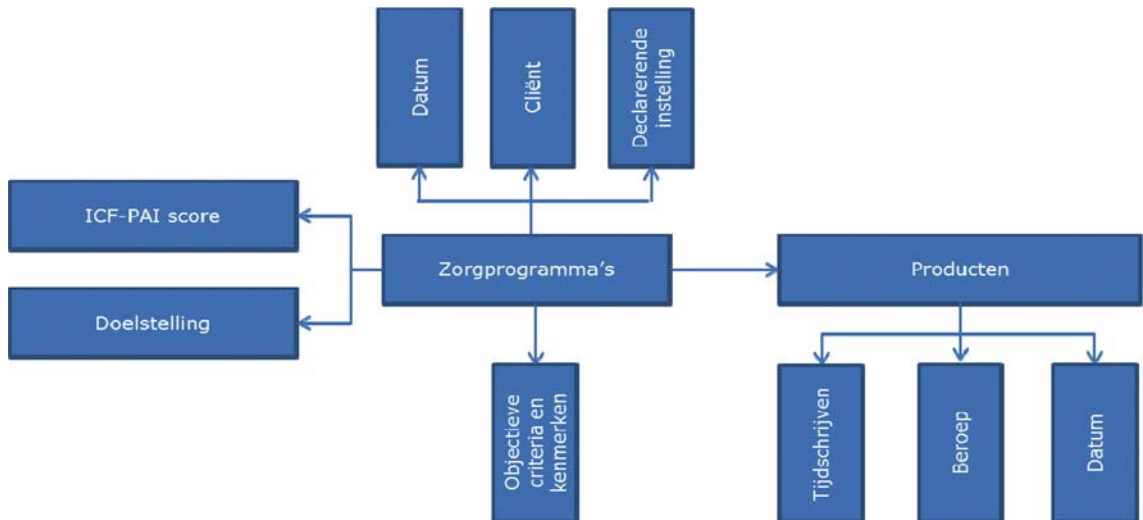 Datum
Cliënt
Declarerende
instelling
ICF-PAI score
Zorgprogramma's
Producten
Doelstelling
Objectieve
criteria en
kenmerken
Tijdschrijven
Beroep
Datum